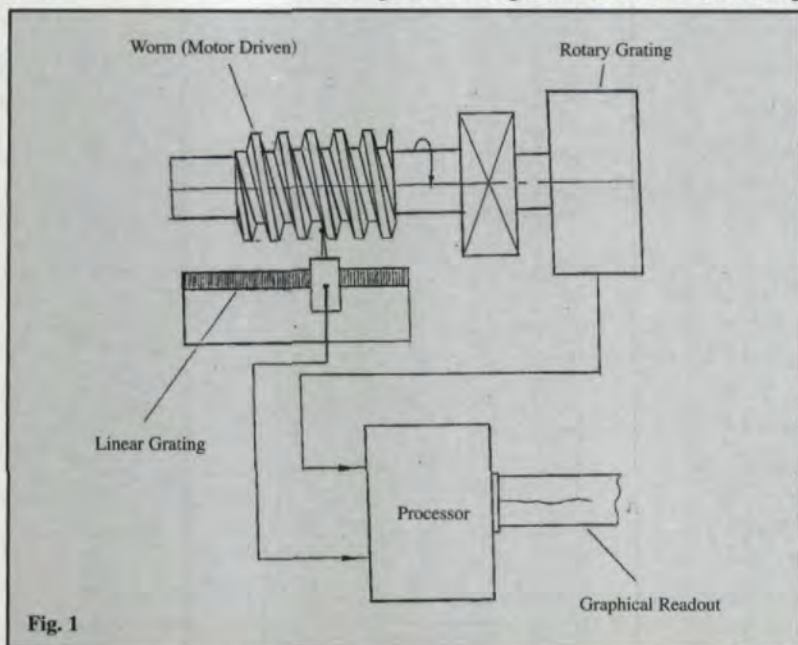 Worm (Motor Driven)
Rotary Grating
Linear Grating
Processor
Graphical Readout
Fig. 1